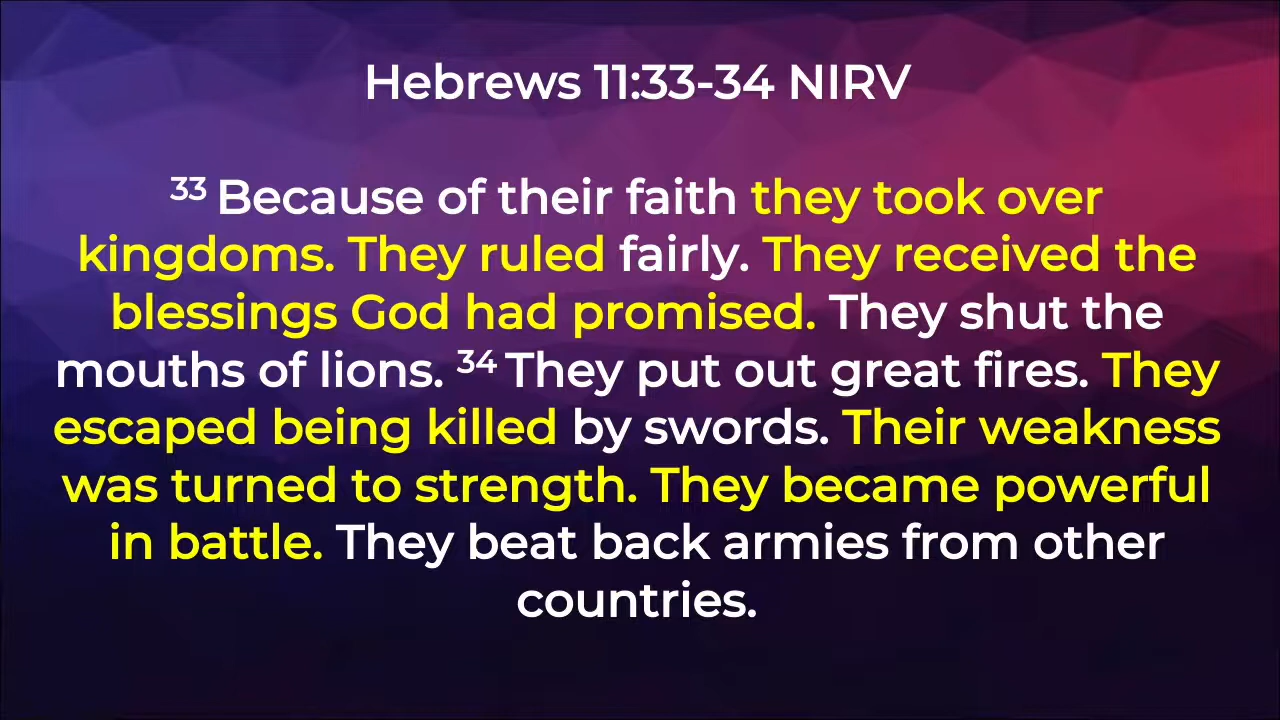 Hebrews 11:33-34 NIRV
33 Because of their faith they took over
kingdoms. They ruled fairly. They received the
blessings God had promised. They shut the
mouths of lions. 34 They put out great fires. They
escaped being killed by swords. Their weakness
was turned to strength. They became powerful
in battle. They beat back armies from other
countries.